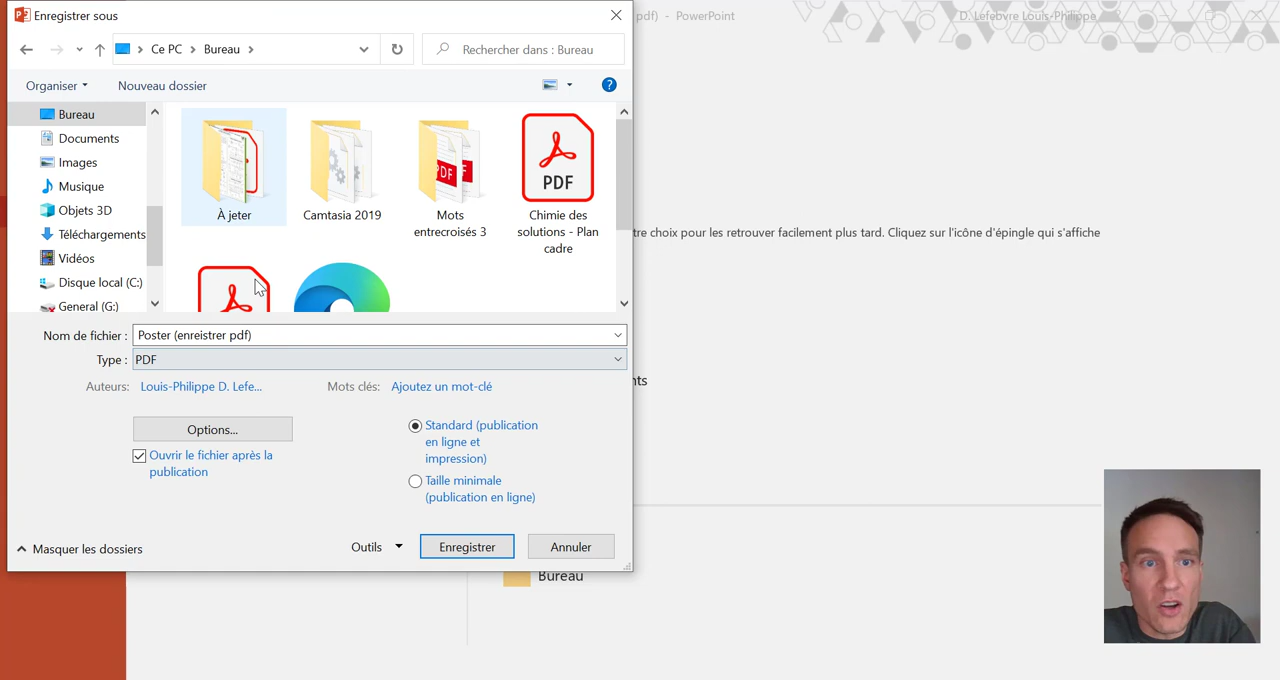 Enregistrer sous
pdf) - PowerPoint
D. Lefebvre Louis-Philippe
Ce PC
Bureau
Rechercher dans : Bureau
Organiser
Nouveau dossier
?
Bureau
Documents
Images
Musique
Objets 3D
Téléchargements
Vidéos
Disque local (C:)
General (G:)
À jeter
Camtasia 2019
PDF
Mots
entrecroisés 3
PDF
Chimie des
solutions - Plan
cadre
tre choix pour les retrouver facilement plus tard. Cliquez sur l'icône d'épingle qui s'affiche
Nom de fichier :
Poster (enreistrer pdf)
Type :
PDF
nts
Auteurs:
Louis-Philippe D. Lefe...
Mots clés:
Ajoutez un mot-clé
Options...
Ouvrir le fichier après la
publication
Standard (publication
en ligne et
impression)
Taille minimale
(publication en ligne)
Masquer les dossiers
Outils
Enregistrer
Annuler
Bureau